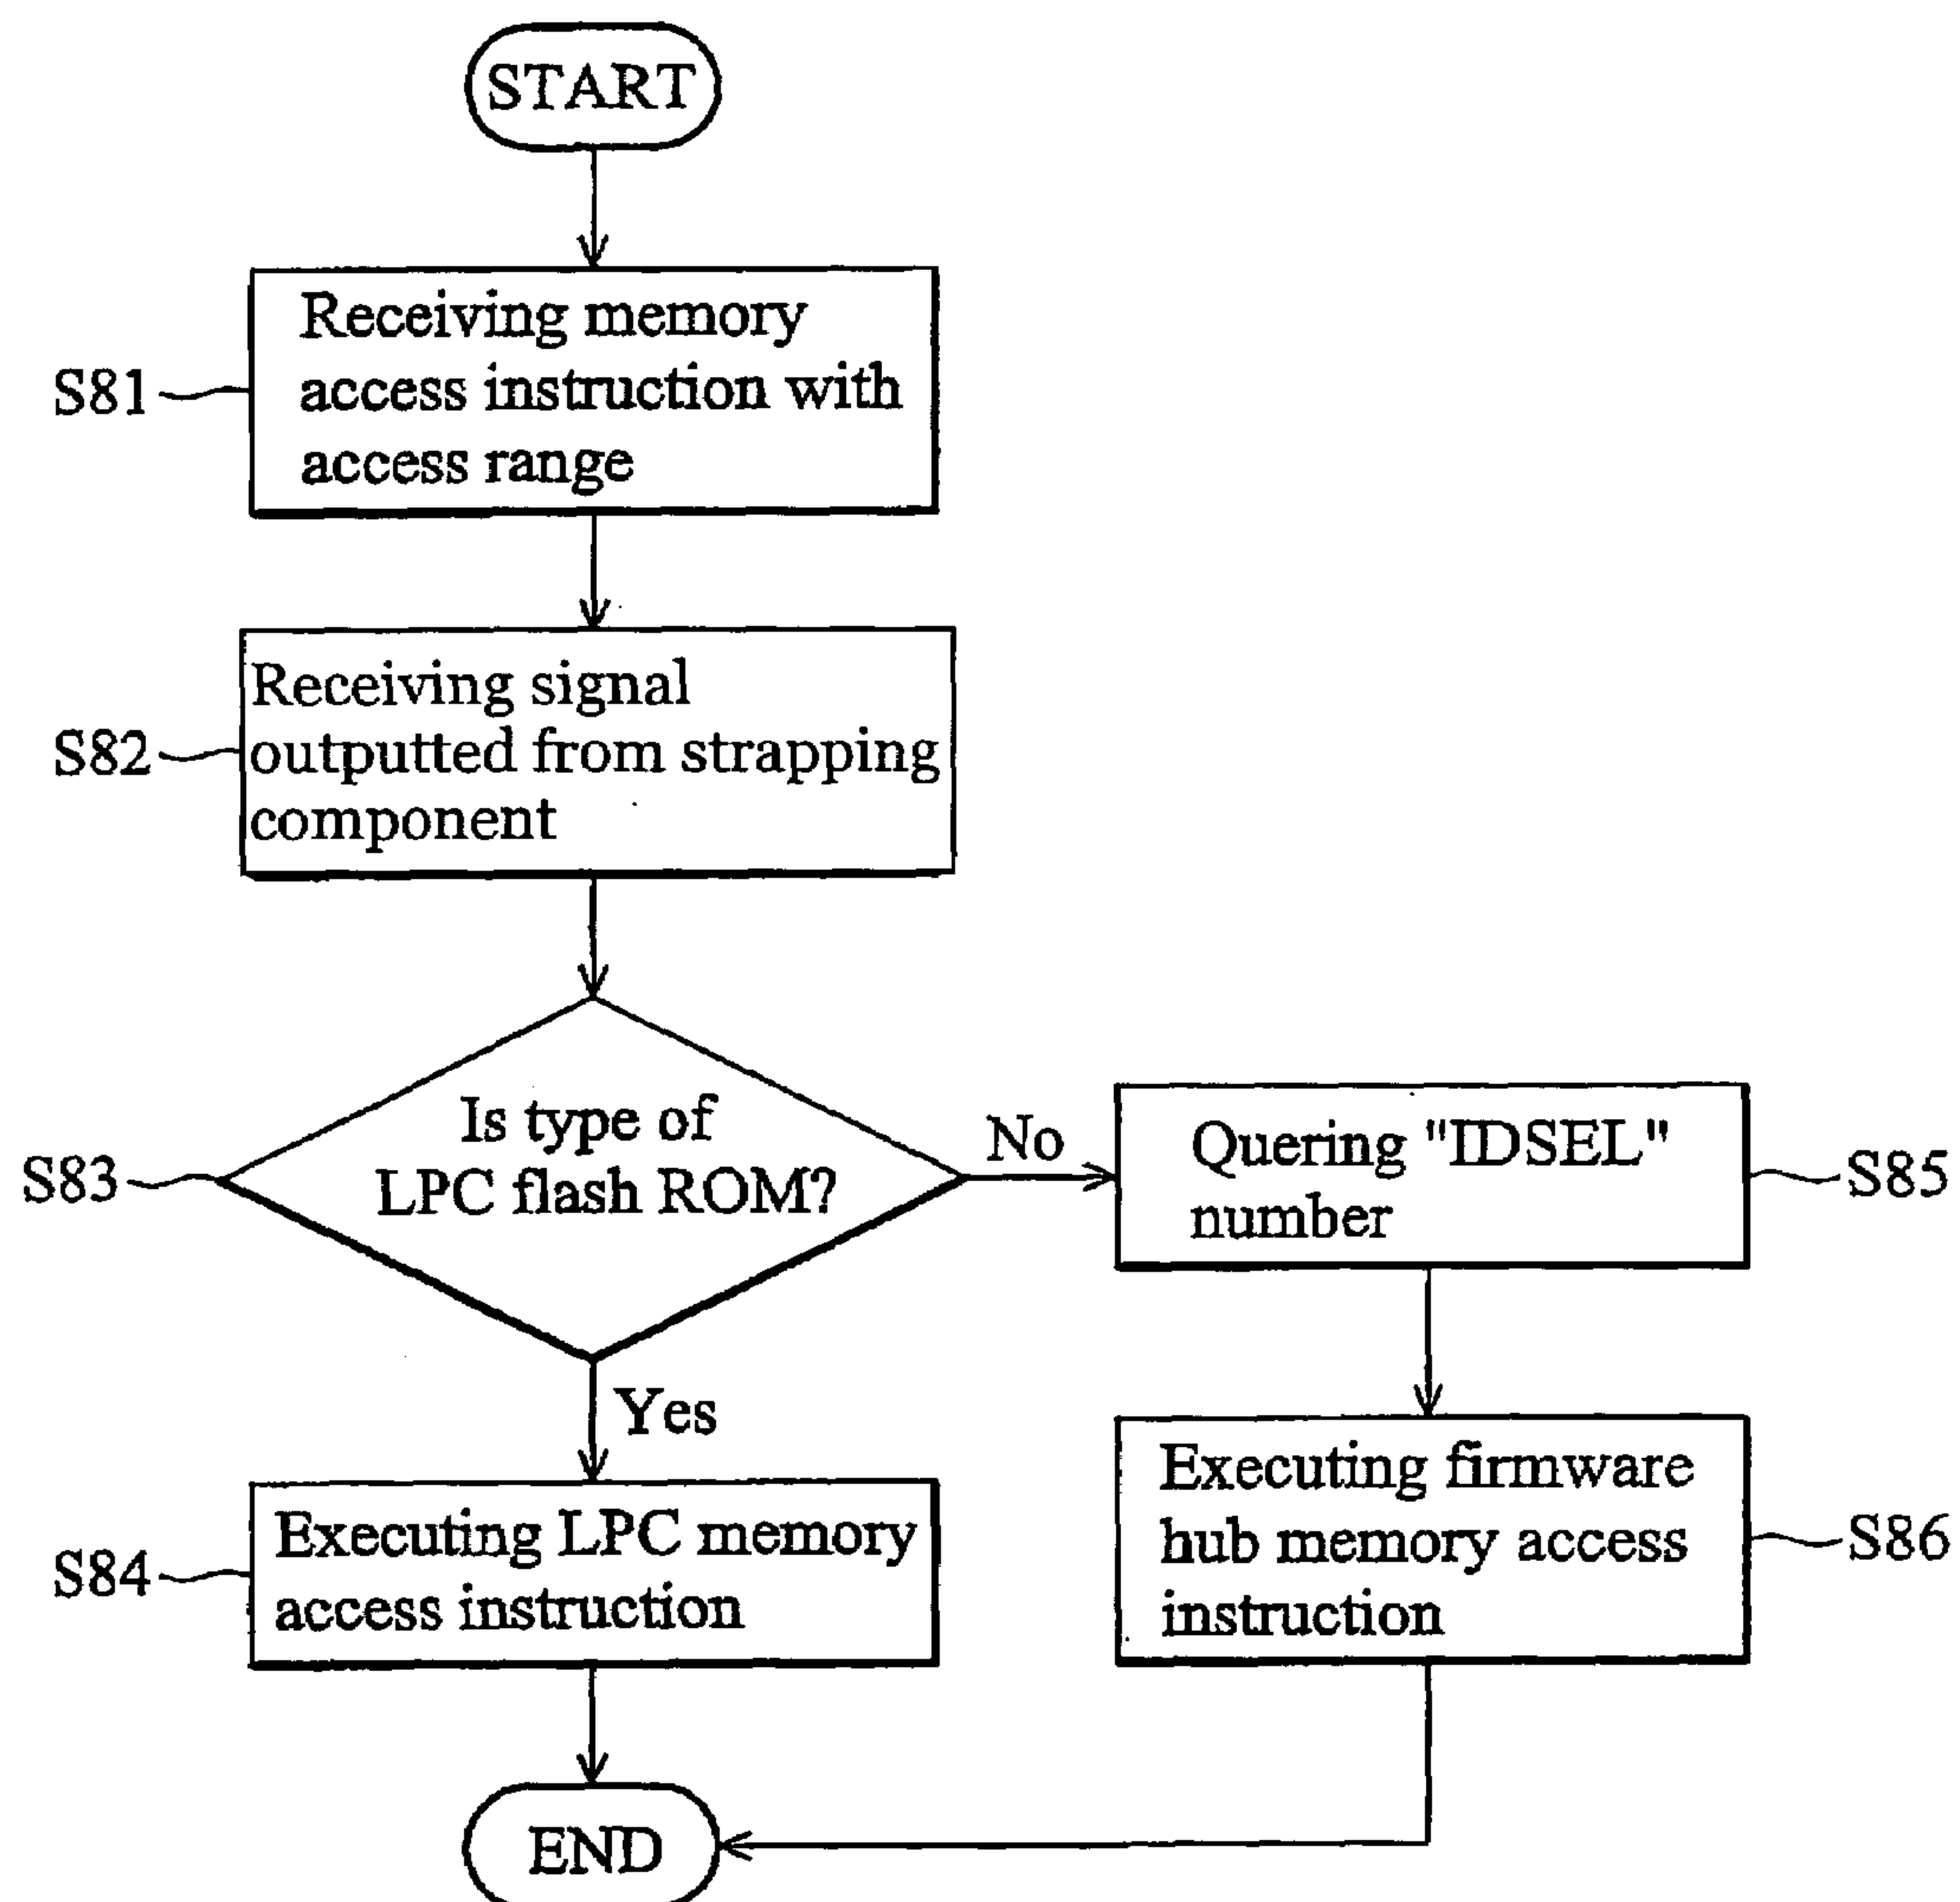 START
S81
Receiving memory
access instruction with
access range
S82
Receiving signal
outputted from strapping
component
S83
Is type of
LPC flash ROM?
No
Quering "IDSEL"
number
S85
Yes
S84
Executing LPC memory
access instruction
Executing firmware
hub memory access
instruction
S86
END